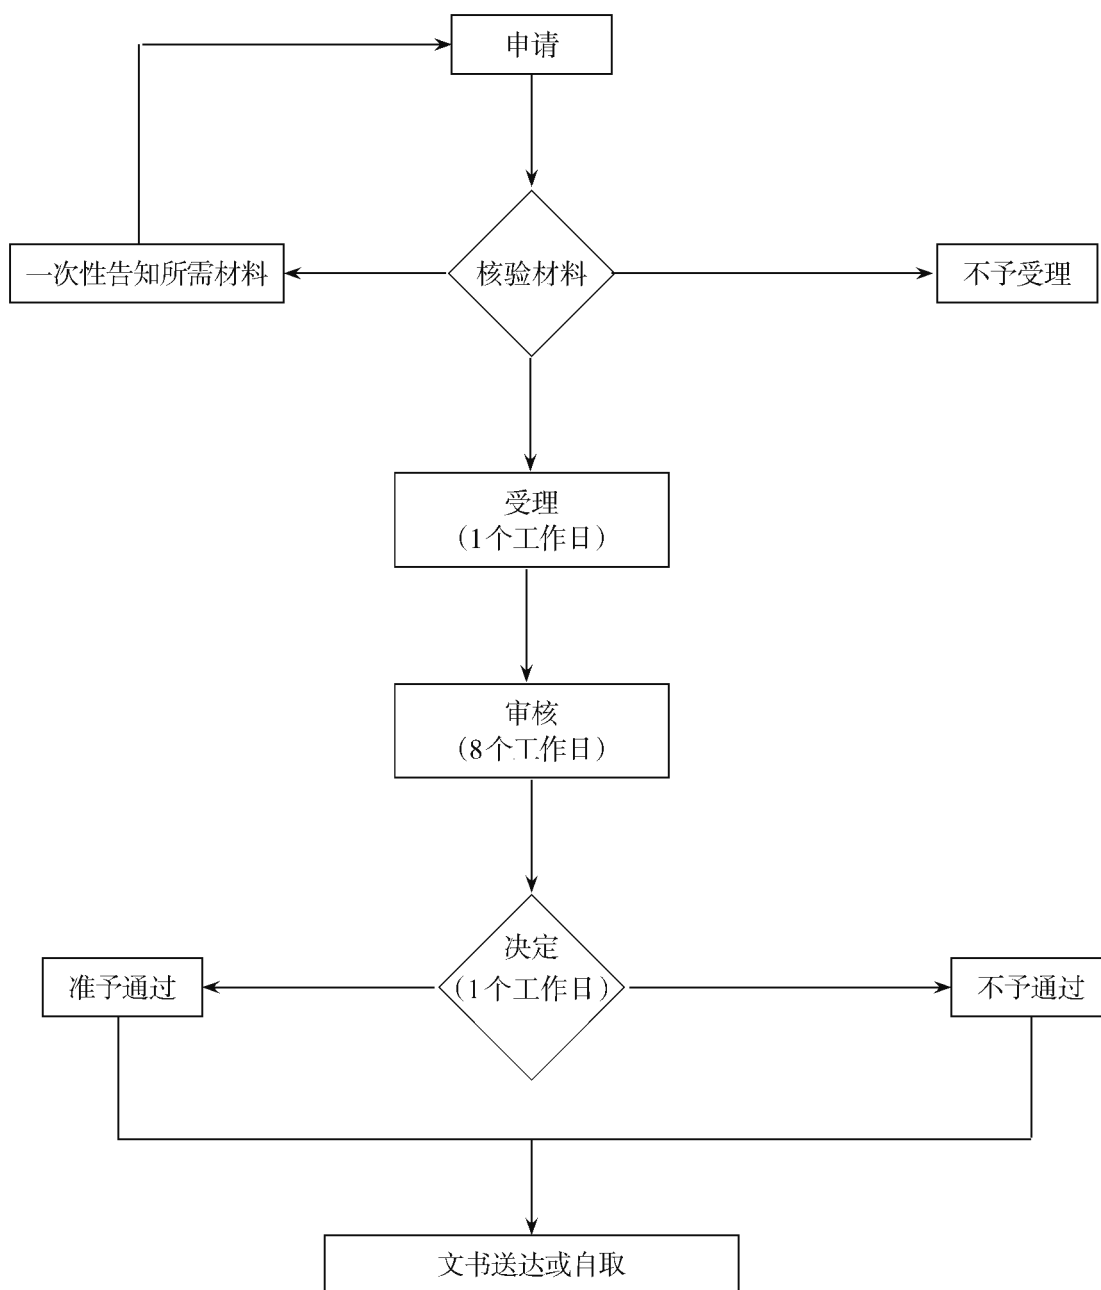 申请
一次性告知所需材料
核验材料
不予受理
受理
（1个工作日）
审核
（8个工作日）
决定
（1个工作日）
准予通过
不予通过
文书送达或自取